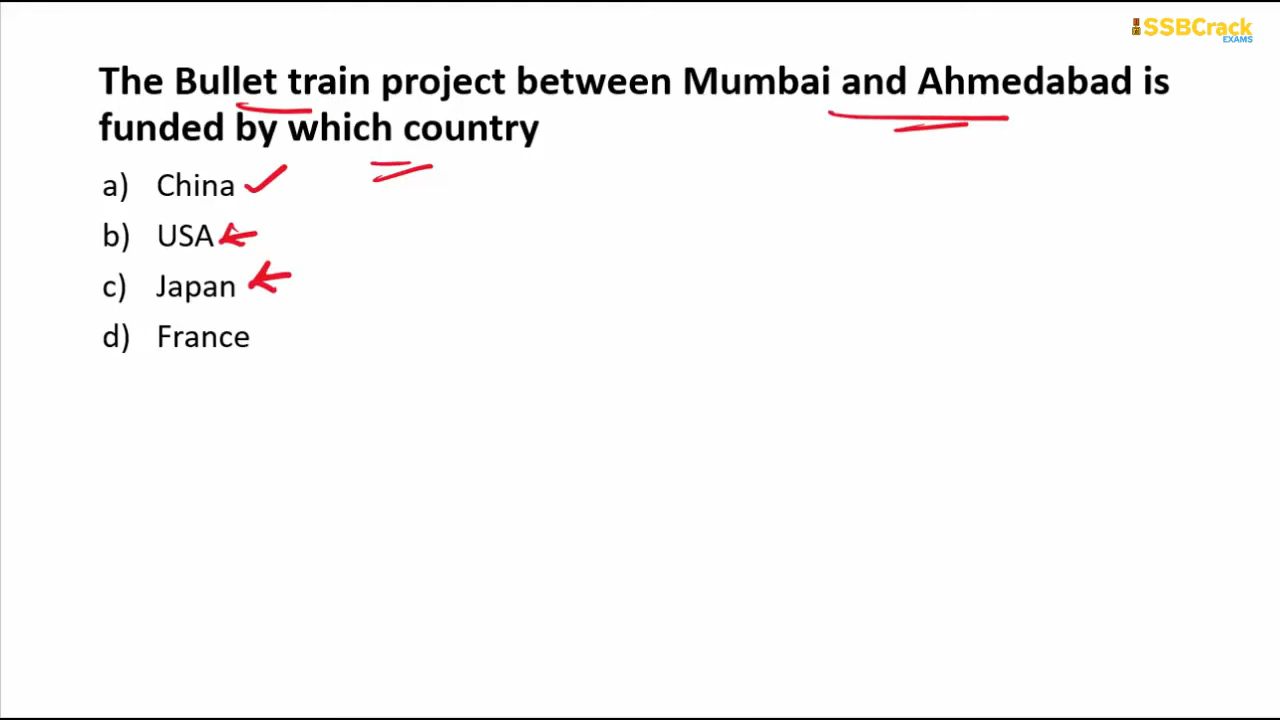 SSBCrack
EXAMS
The Bullet train project between Mumbai and Ahmedabad is
funded by which country
a) China
b) USA
c) Japan
d) France